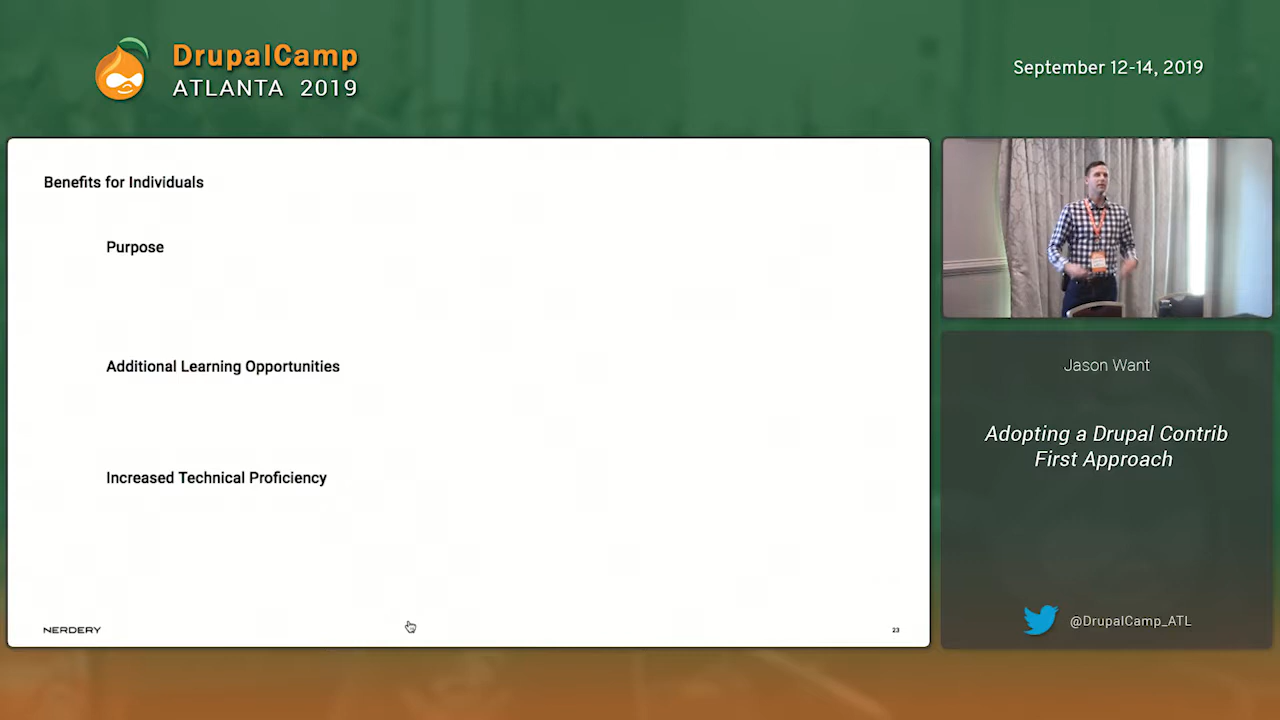 DrupalCamp
ATLANTA 2019
September 12-14, 2019
Benefits for Individuals
Purpose
Additional Learning Opportunities
Increased Technical Proficiency
NERDERY
23
Jason Want
Adopting a Drupal Contrib
First Approach
@DrupalCamp_ATL